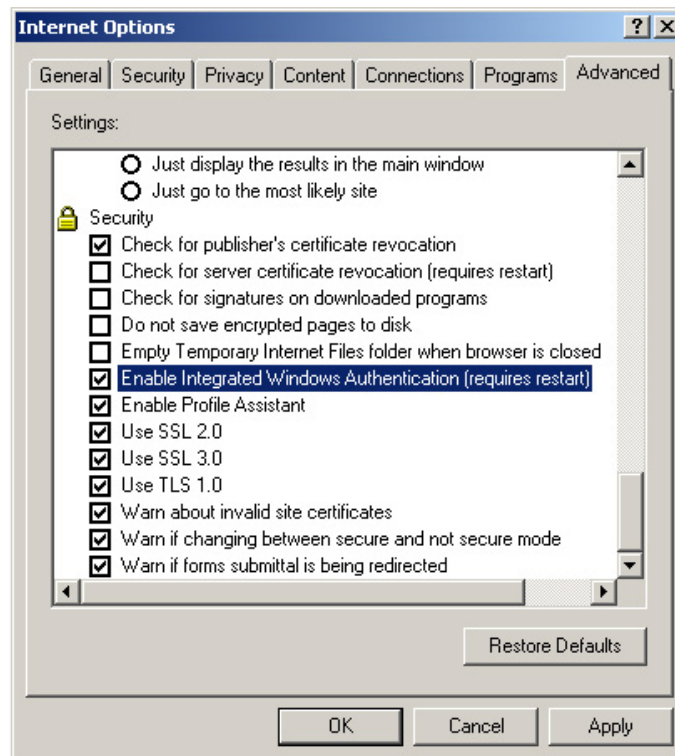 Internet Options
General Security Privacy Content Connections Programs Advanced
Settings:
Just display the results in the main window
Just go to the most likely site
Security
Check for publisher's certificate revocation
Check for server certificate revocation (requires restart)
Check for signatures on downloaded programs
Do not save encrypted pages to disk
Empty Temporary Internet Files folder when browser is closed
Enable Integrated Windows Authentication (requires restart)
Enable Profile Assistant
Use SSL 2.0
Use SSL 3.0
Use TLS 1.0
Warn about invalid site certificates
Warn if changing between secure and not secure mode
Warn if forms submittal is being redirected
Restore Defaults
OK Cancel Apply